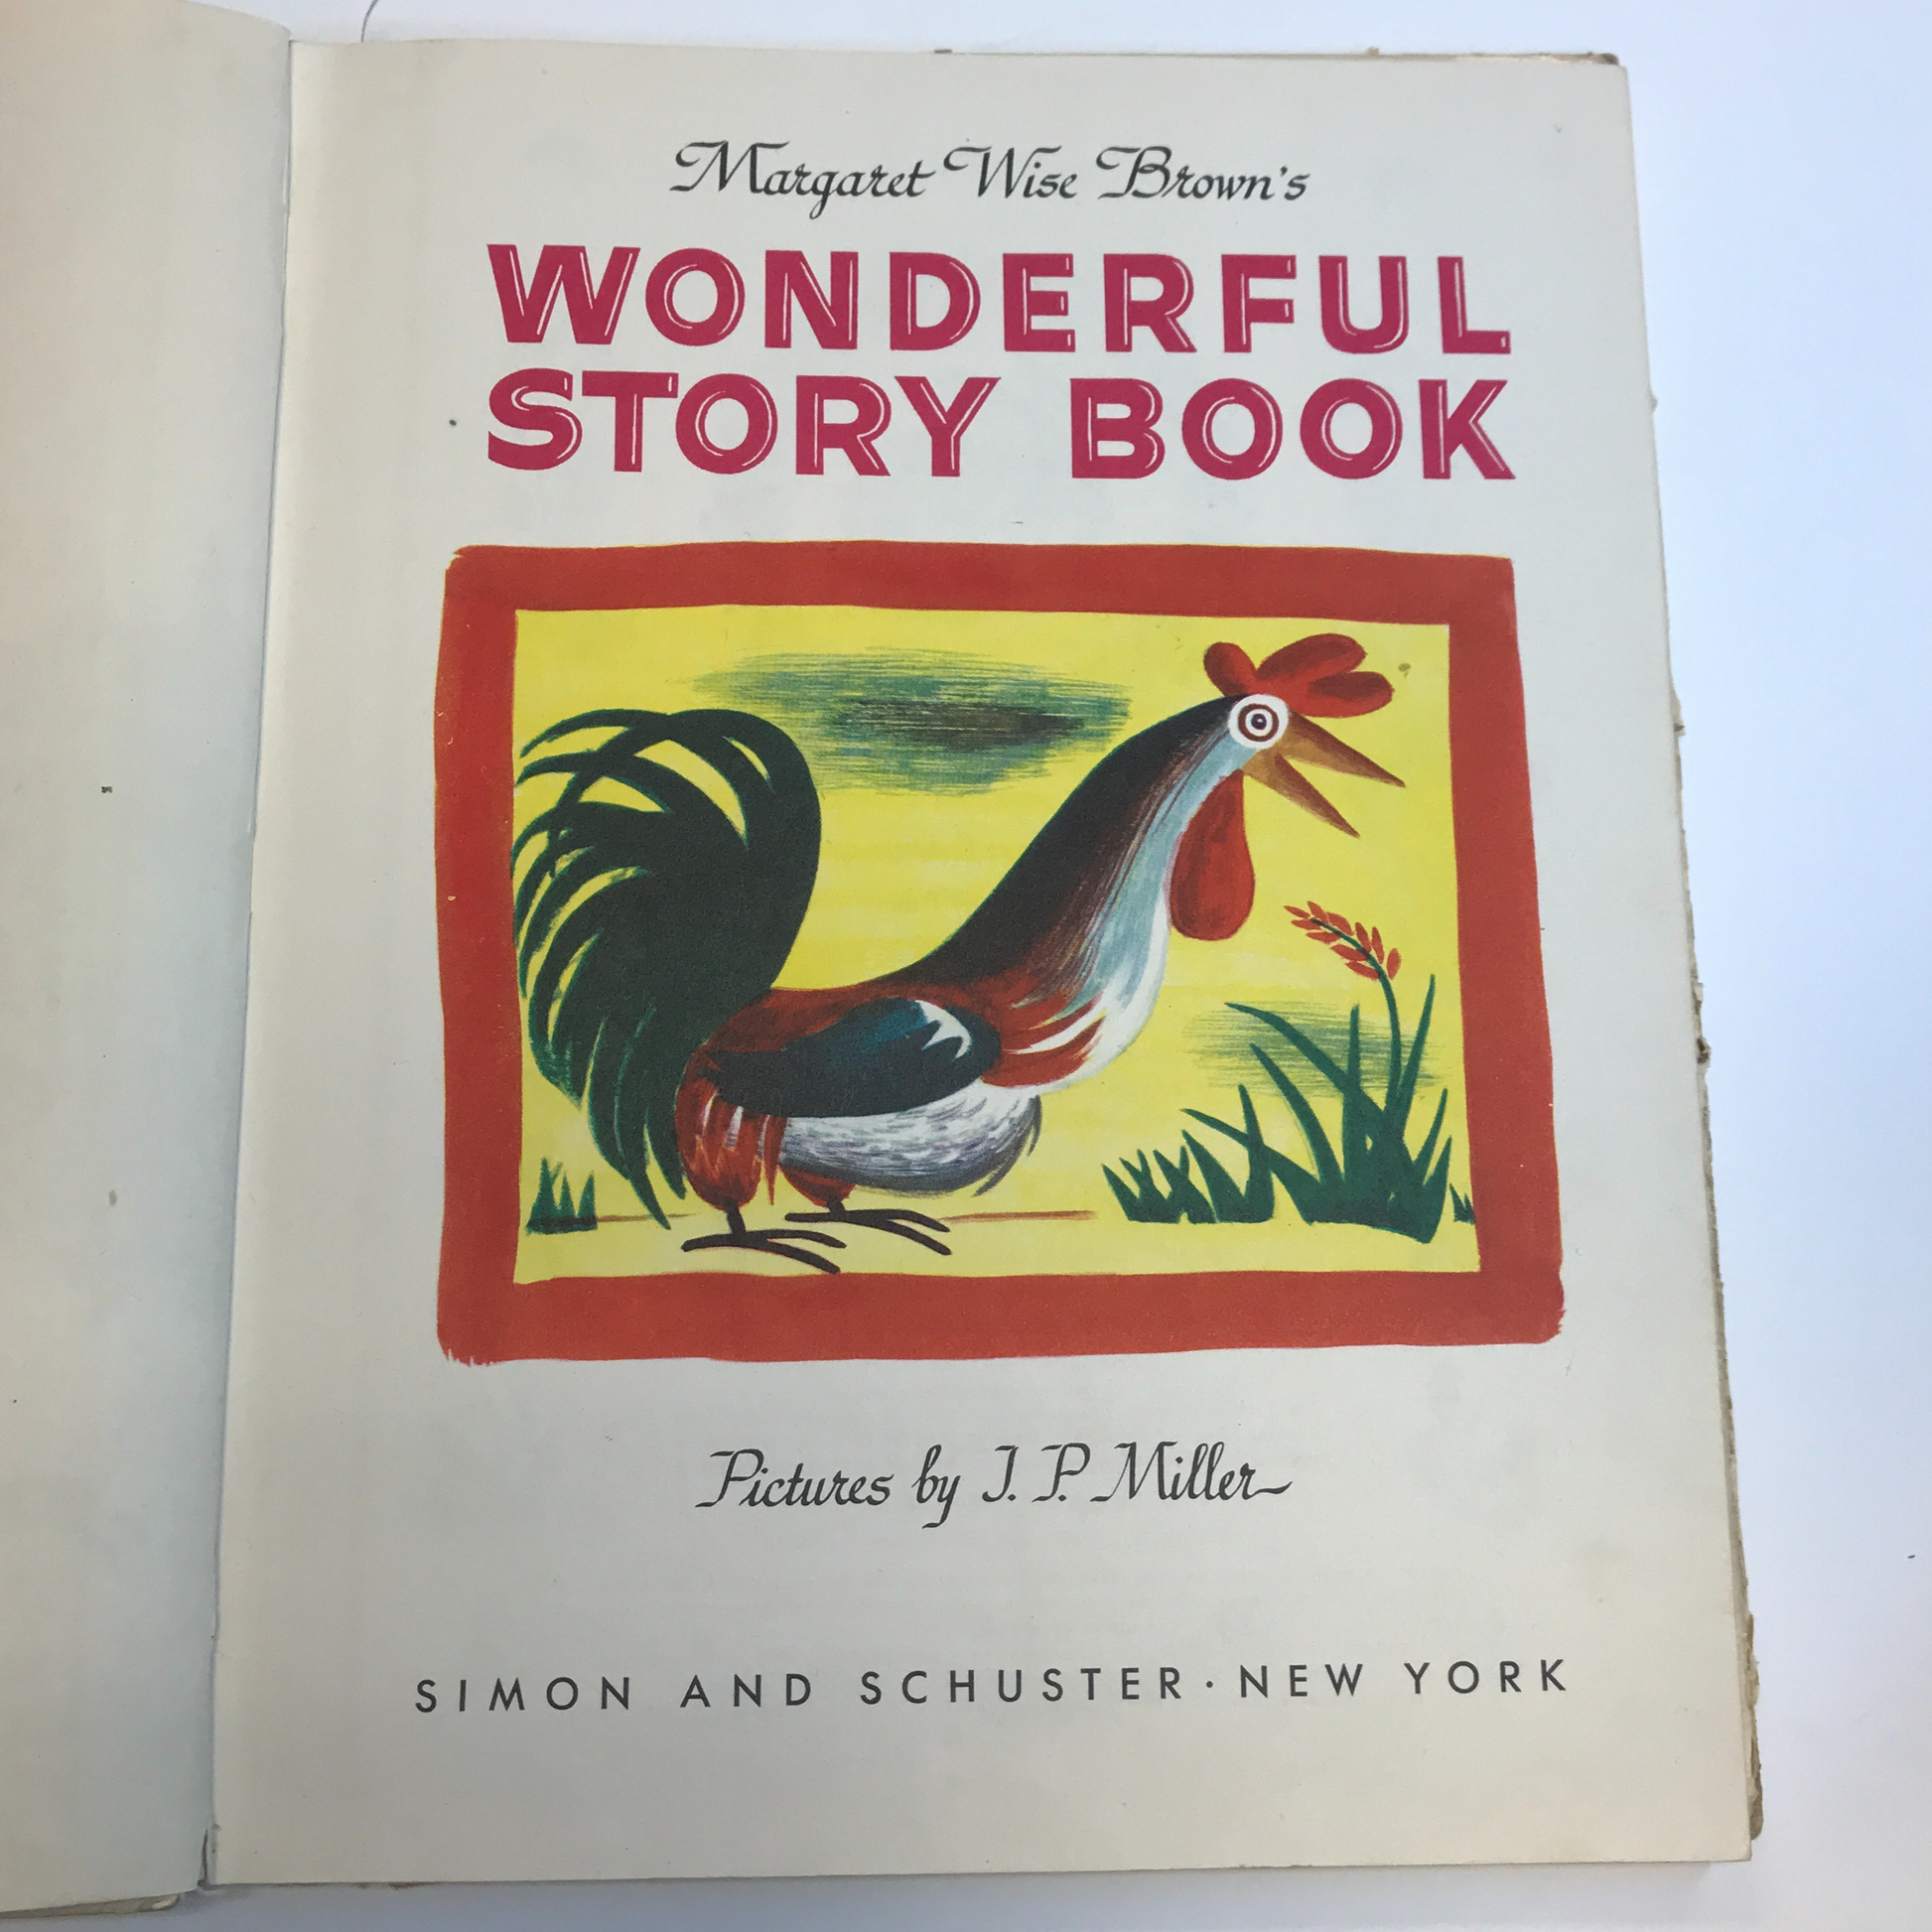 Margaret Wise Brown's
WONDERFUL
STORY BOOK
Pictures by J. P. Miller
SIMON AND SCHUSTER · NEW YORK